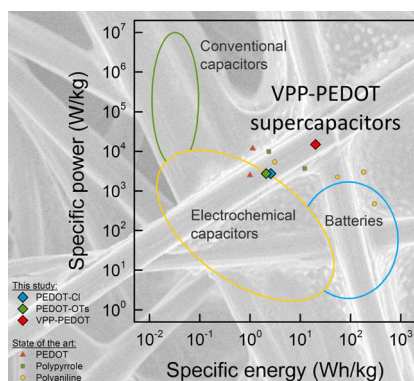 10⁷
10⁶
10⁵
10⁴
10³
10²
10¹
10⁰
Specific power (W/kg)
Conventional
capacitors
VPP-PEDOT
supercapacitors
Electrochemical
capacitors
Batteries
This study:
PEDOT-Cl
PEDOT-OTs
VPP-PEDOT
State of the art:
PEDOT
Polypyrrole
Polyaniline
10⁻² 10⁻¹ 10⁰ 10¹ 10² 10³
Specific energy (Wh/kg)